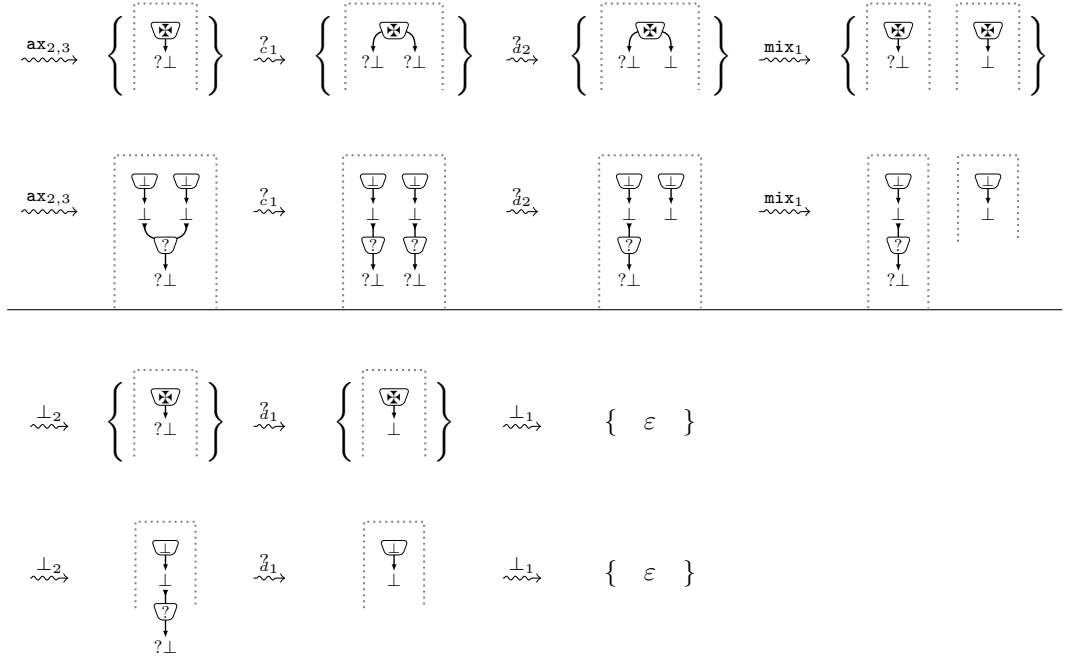 ax2,3 { ?⊥ } ?c1 { ?⊥ ?⊥ } ?d2 { ?⊥ ⊥ } mix1 { ?⊥ ⊥ }
ax2,3 ?c1 ?d2 mix1
⊥ ⊥ ⊥ ⊥ ⊥ ⊥ ⊥ ⊥
⊥ ⊥ ⊥ ⊥ ⊥ ⊥ ⊥ ⊥
? ? ? ? ?
?⊥ ?⊥ ?⊥ ?⊥ ?⊥
⊥2 { ?⊥ } ?d1 { ⊥ } ⊥1 { ε }
⊥2 ?d1 ⊥1 { ε }
⊥ ⊥
⊥ ⊥
?
?⊥